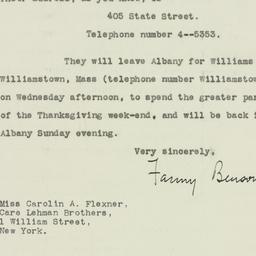 405 State Street.
Telephone number 4--5353.
They will leave Albany for Williams
Williamstown, Mass (telephone number Williamstow
on Wednesday afternoon, to spend the greater par
of the Thanksgiving week-end, and will be back i
Albany Sunday evening.
Very sincerely,
Fanny Benson
Miss Carolin A. Flexner,
Care Lehman Brothers,
1 William Street,
New York.